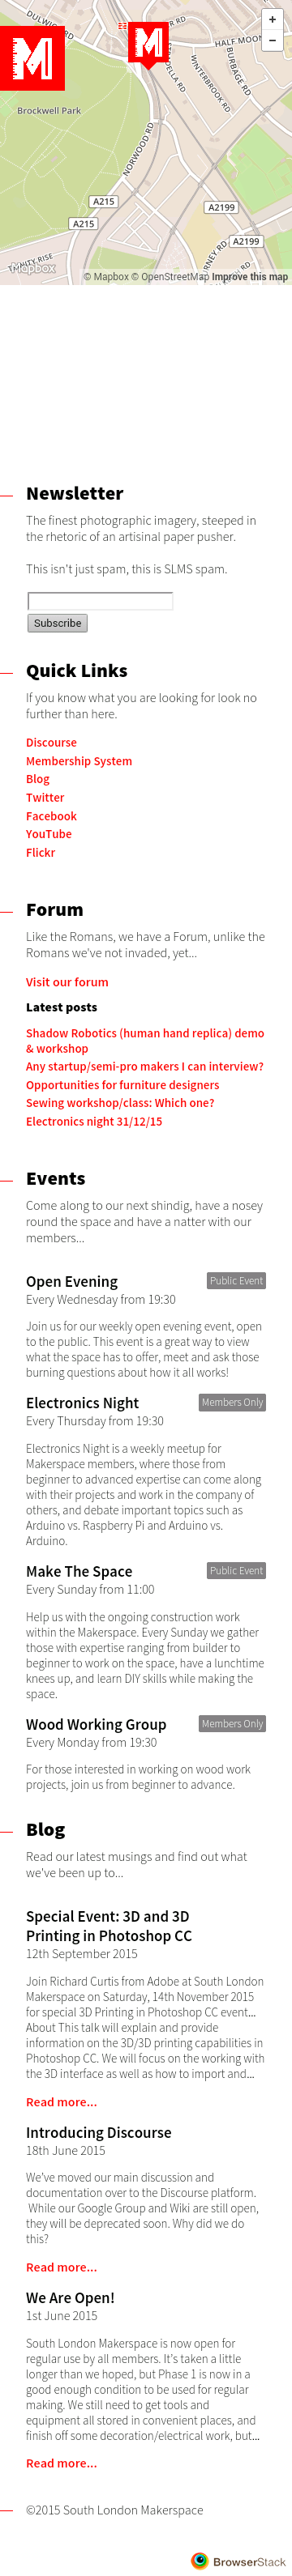 DULWICH
RD
HALF MOON
+
−
Brockwell Park
NORWOOD RD
WINTERBROOK RD
BURBAGE RD
A215
A2199
A215
A2199
Mapbox
© Mapbox © OpenStreetMap Improve this map
Newsletter
The finest photographic imagery, steeped in
the rhetoric of an artisinal paper pusher.
This isn't just spam, this is SLMS spam.
Subscribe
Quick Links
If you know what you are looking for look no
further than here.
Discourse
Membership System
Blog
Twitter
Facebook
YouTube
Flickr
Forum
Like the Romans, we have a Forum, unlike the
Romans we've not invaded, yet...
Visit our forum
Latest posts
Shadow Robotics (human hand replica) demo
& workshop
Any startup/semi-pro makers I can interview?
Opportunities for furniture designers
Sewing workshop/class: Which one?
Electronics night 31/12/15
Events
Come along to our next shindig, have a nosey
round the space and have a natter with our
members...
Open Evening
Public Event
Every Wednesday from 19:30
Join us for our weekly open evening event, open
to the public. This event is a great way to view
what the space has to offer, meet and ask those
burning questions about how it all works!
Electronics Night
Members Only
Every Thursday from 19:30
Electronics Night is a weekly meetup for
Makerspace members, where those from
beginner to advanced expertise can come along
with their projects and work in the company of
others, and debate important topics such as
Arduino vs. Raspberry Pi and Arduino vs.
Arduino.
Make The Space
Public Event
Every Sunday from 11:00
Help us with the ongoing construction work
within the Makerspace. Every Sunday we gather
those with expertise ranging from builder to
beginner to work on the space, have a lunchtime
knees up, and learn DIY skills while making the
space.
Wood Working Group
Members Only
Every Monday from 19:30
For those interested in working on wood work
projects, join us from beginner to advance.
Blog
Read our latest musings and find out what
we've been up to...
Special Event: 3D and 3D
Printing in Photoshop CC
12th September 2015
Join Richard Curtis from Adobe at South London
Makerspace on Saturday, 14th November 2015
for special 3D Printing in Photoshop CC event…
About This talk will explain and provide
information on the 3D/3D printing capabilities in
Photoshop CC. We will focus on the working with
the 3D interface as well as how to import and…
Read more...
Introducing Discourse
18th June 2015
We've moved our main discussion and
documentation over to the Discourse platform.
While our Google Group and Wiki are still open,
they will be deprecated soon. Why did we do
this?
Read more...
We Are Open!
1st June 2015
South London Makerspace is now open for
regular use by all members. It's taken a little
longer than we hoped, but Phase 1 is now in a
good enough condition to be used for regular
making. We still need to get tools and
equipment all stored in convenient places, and
finish off some decoration/electrical work, but…
Read more...
©2015 South London Makerspace
BrowserStack